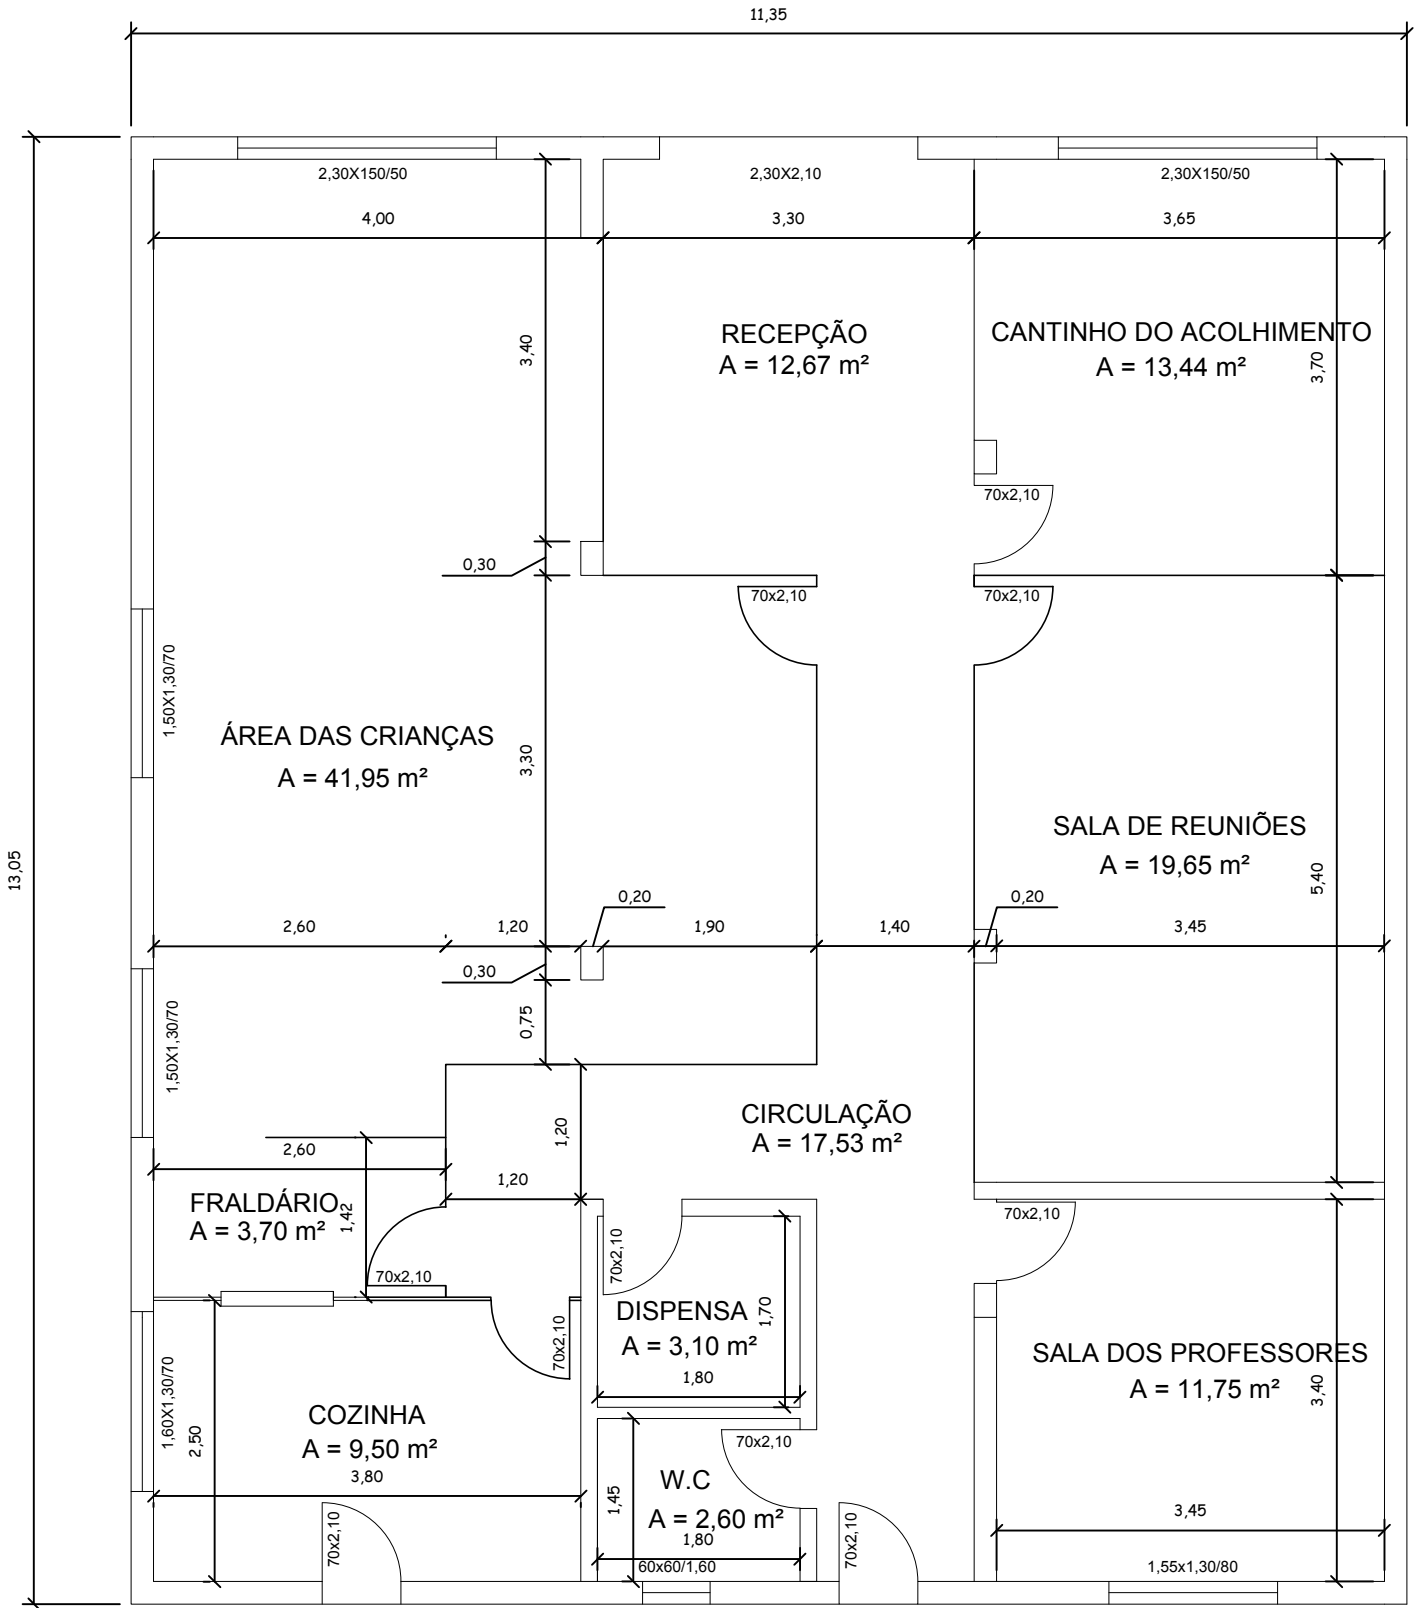 11,35
2,30X150/50
2,30X2,10
2,30X150/50
4,00
3,30
3,65
RECEPÇÃO
A = 12,67 m²
CANTINHO DO ACOLHIMENTO
A = 13,44 m²
3,40
3,70
70x2,10
0,30
70x2,10
70x2,10
1,50X1,30/70
ÁREA DAS CRIANÇAS
A = 41,95 m²
3,30
SALA DE REUNIÕES
A = 19,65 m²
13,05
5,40
0,20
0,20
2,60
1,20
1,90
1,40
3,45
0,30
1,50X1,30/70
0,75
CIRCULAÇÃO
A = 17,53 m²
1,20
2,60
1,20
FRALDÁRIO
A = 3,70 m²
1,42
70x2,10
70x2,10
70x2,10
DISPENSA
A = 3,10 m²
1,70
1,80
70x2,10
SALA DOS PROFESSORES
A = 11,75 m²
3,40
1,60X1,30/70
2,50
COZINHA
A = 9,50 m²
3,80
70x2,10
W.C
A = 2,60 m²
1,45
1,80
60x60/1,60
70x2,10
70x2,10
3,45
1,55x1,30/80